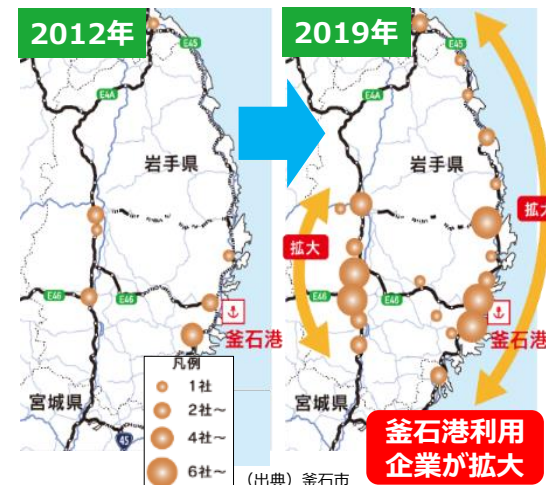 2012年
E45
E4A
岩手県
E46
E46
釜石港
宮城県
45
凡例
1社
2社～
4社～
6社～
2019年
E45
E4A
岩手県
拡大
拡大
E46
E46
釜石港
宮城県
釜石港利用
企業が拡大
（出典）釜石市